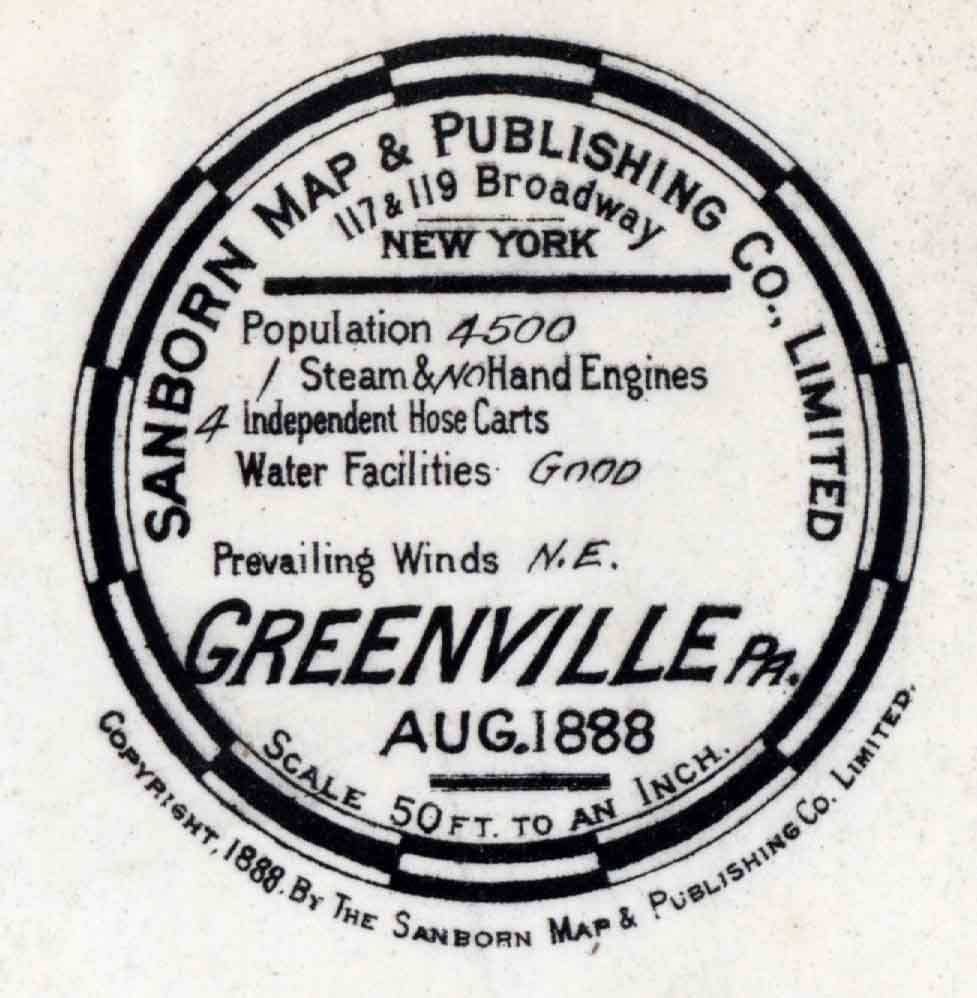 SANBORN MAP & PUBLISHING CO., LIMITED
117 & 119 Broadway
NEW YORK
Population 4500
1 Steam & NO Hand Engines
4 Independent Hose Carts
Water Facilities GOOD
Prevailing Winds N.E.
GREENVILLE PA.
AUG. 1888
SCALE 50 FT. TO AN INCH.
COPYRIGHT, 1888. BY THE SANBORN MAP & PUBLISHING CO. LIMITED.